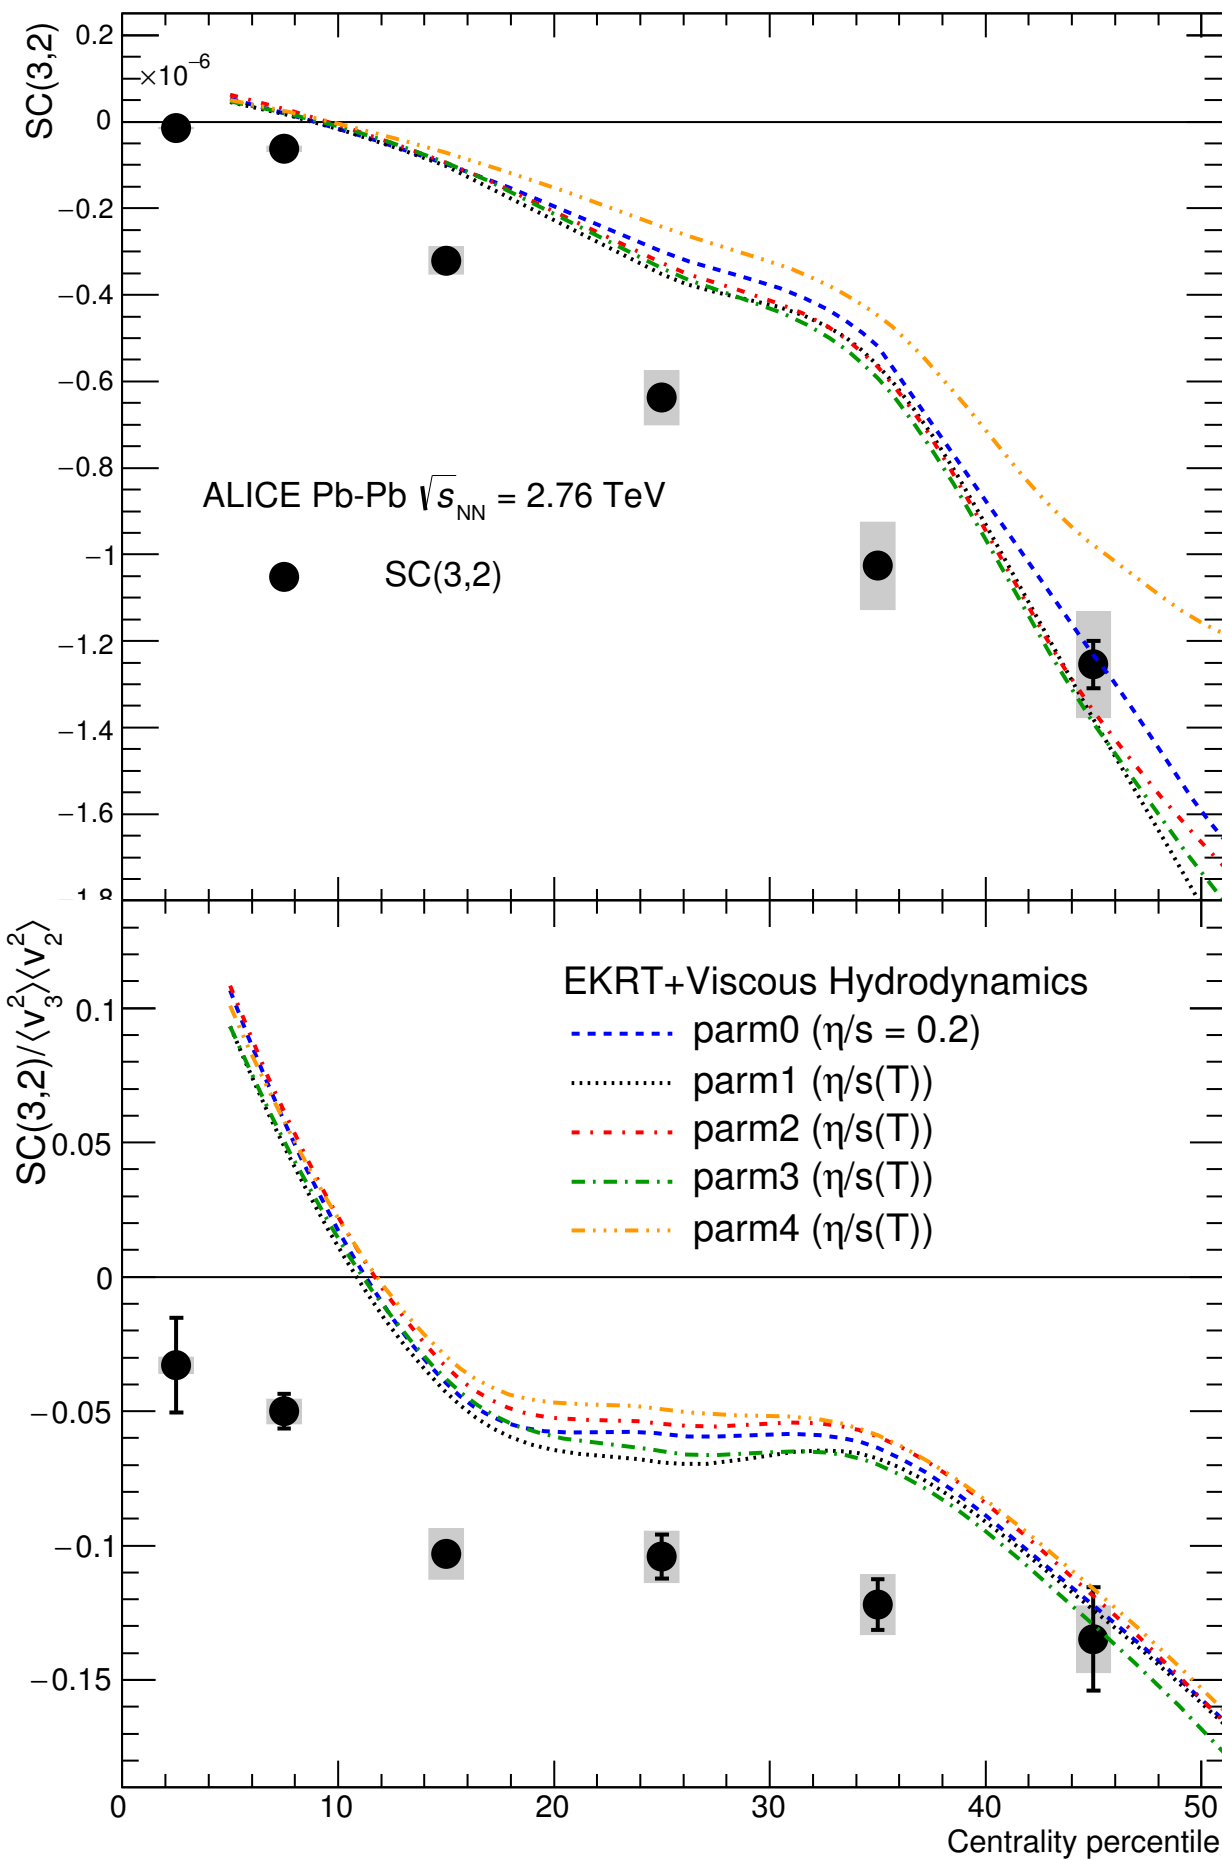 SC(3,2)
×10⁻⁶
0.2
0
−0.2
−0.4
−0.6
−0.8
−1
−1.2
−1.4
−1.6
−1.8
ALICE Pb-Pb √s_NN = 2.76 TeV
SC(3,2)
SC(3,2)/⟨v₃²⟩⟨v₂²⟩
0.1
0.05
0
−0.05
−0.1
−0.15
EKRT+Viscous Hydrodynamics
parm0 (η/s = 0.2)
parm1 (η/s(T))
parm2 (η/s(T))
parm3 (η/s(T))
parm4 (η/s(T))
0 10 20 30 40 50
Centrality percentile